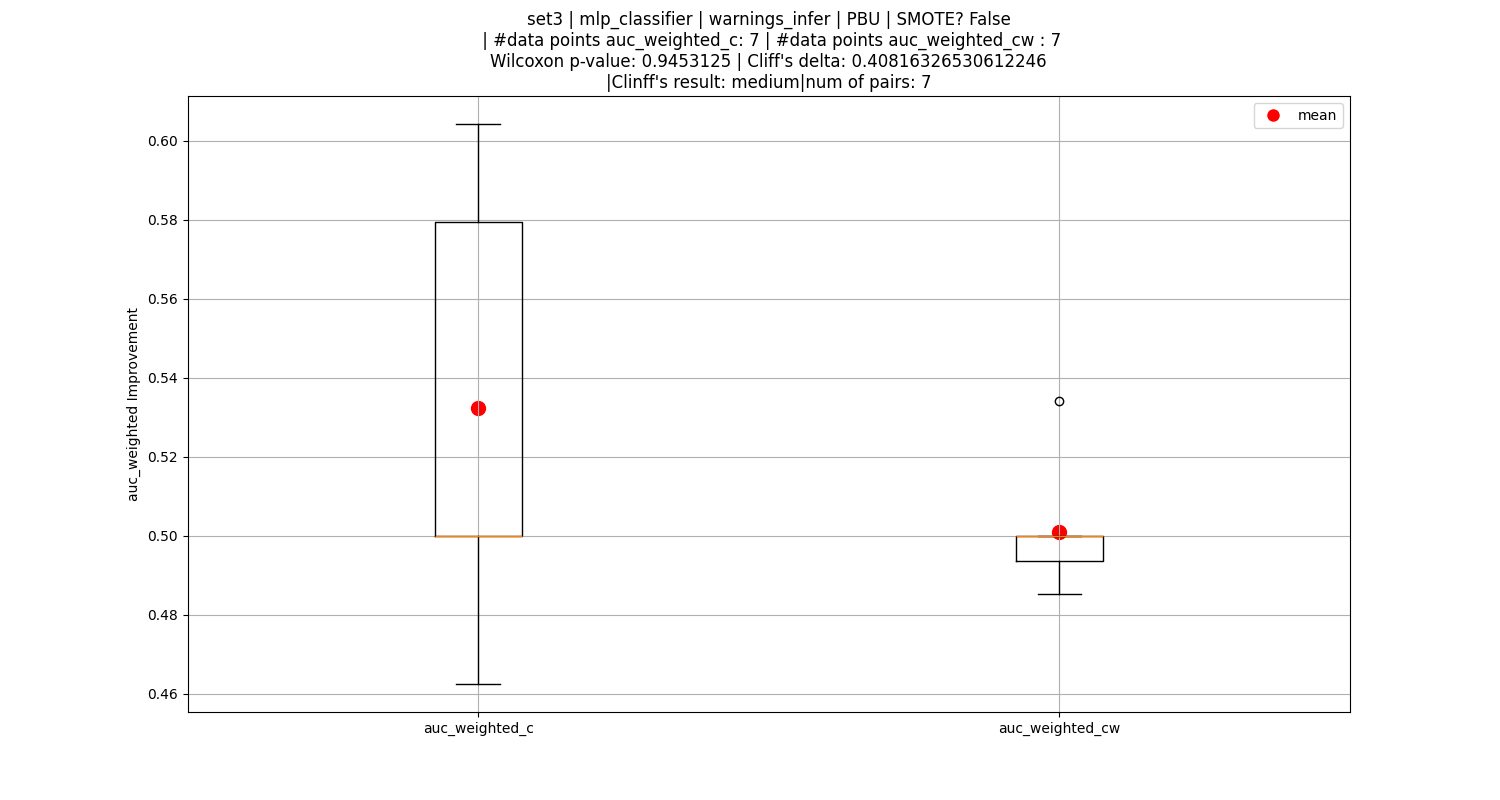 set3 | mlp_classifier | warnings_infer | PBU | SMOTE? False
| #data points auc_weighted_c: 7 | #data points auc_weighted_cw : 7
Wilcoxon p-value: 0.9453125 | Cliff's delta: 0.40816326530612246
|Clinff's result: medium|num of pairs: 7
mean
0.60
0.58
0.56
0.54
0.52
0.50
0.48
0.46
auc_weighted Improvement
auc_weighted_c
auc_weighted_cw